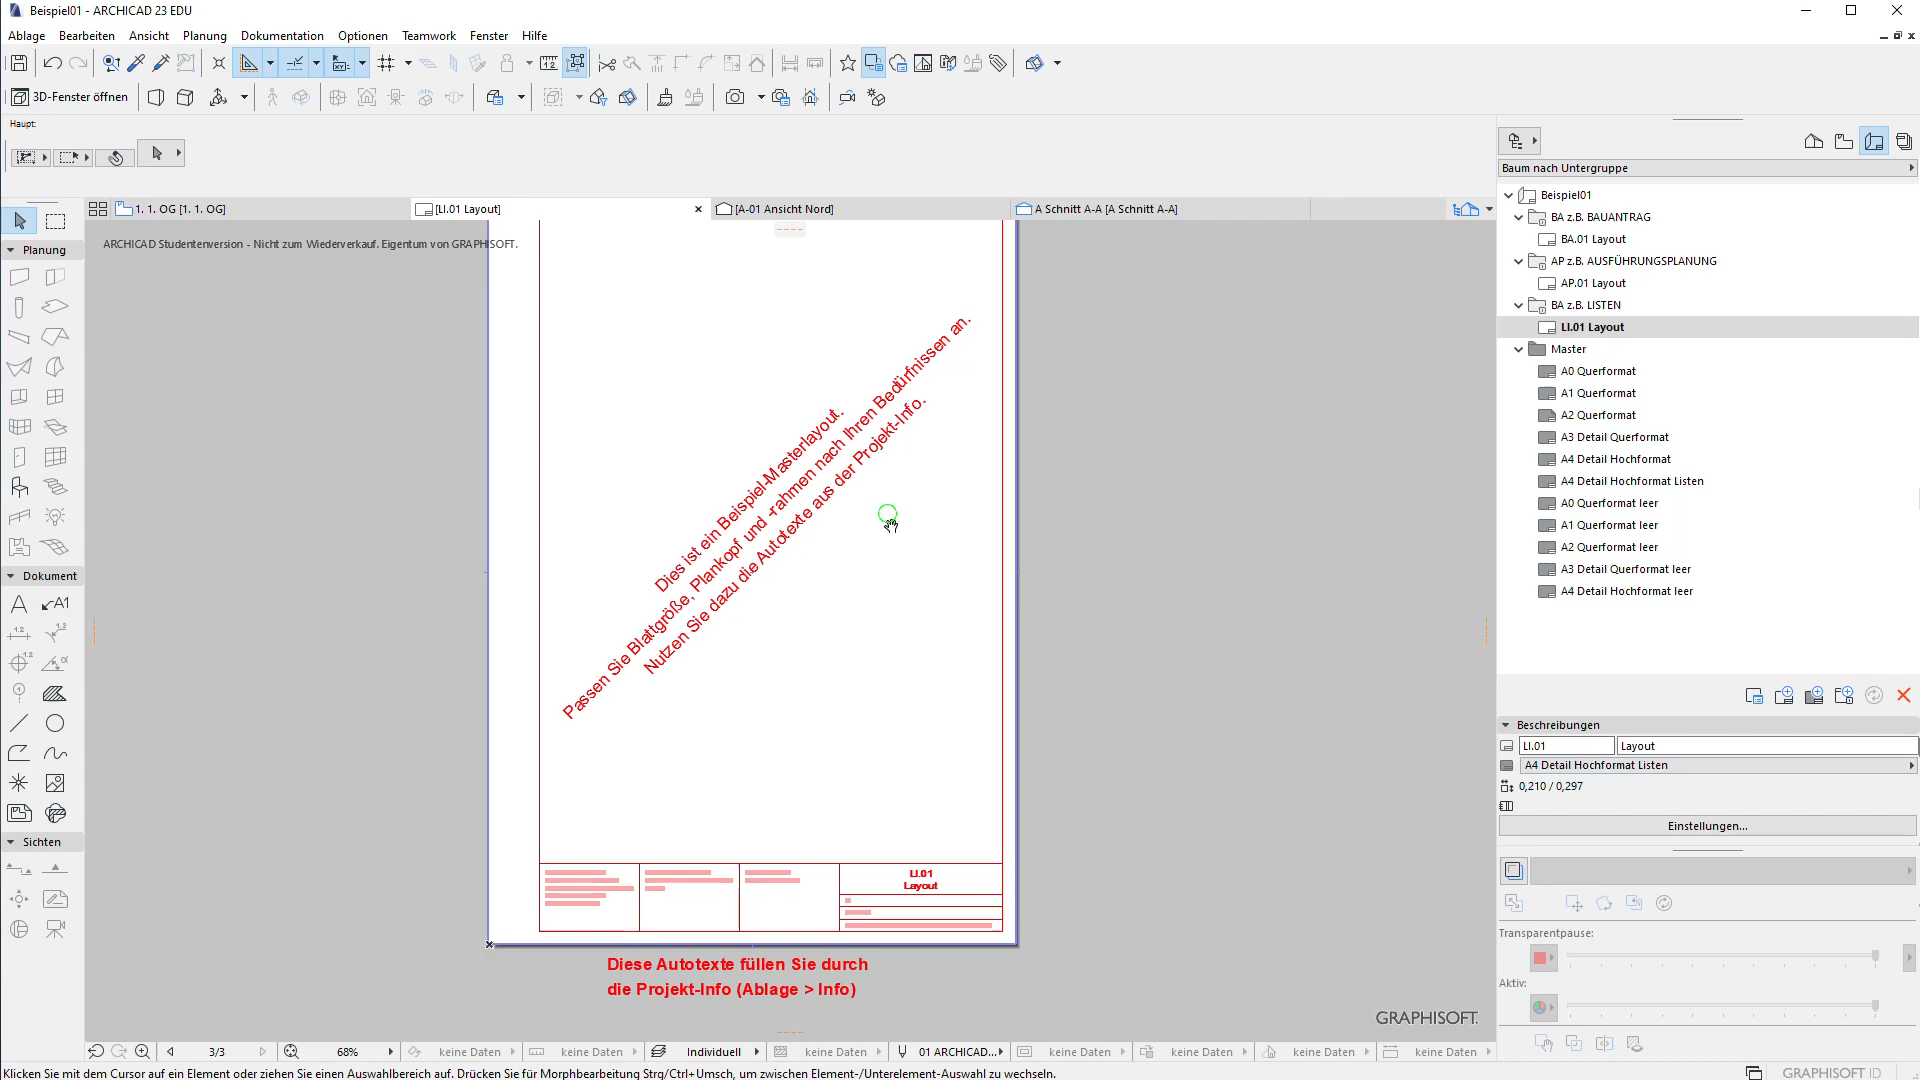 Beispiel01 - ARCHICAD 23 EDU
Ablage Bearbeiten Ansicht Planung Dokumentation Optionen Teamwork Fenster Hilfe
3D-Fenster öffnen
Haupt:
1. 1. OG [1. 1. OG]
[LI.01 Layout]
[A-01 Ansicht Nord]
A Schnitt A-A [A Schnitt A-A]
ARCHICAD Studentenversion - Nicht zum Wiederverkauf. Eigentum von GRAPHISOFT.
Planung
Dokument
Sichten
Dies ist ein Beispiel-Masterlayout.
Passen Sie Blattgröße, Plankopf und -rahmen nach Ihren Bedürfnissen an.
Nutzen Sie dazu die Autotexte aus der Projekt-Info.
LI.01
Layout
Diese Autotexte füllen Sie durch
die Projekt-Info (Ablage > Info)
GRAPHISOFT.
Baum nach Untergruppe
Beispiel01
BA z.B. BAUANTRAG
BA.01 Layout
AP z.B. AUSFÜHRUNGSPLANUNG
AP.01 Layout
BA z.B. LISTEN
LI.01 Layout
Master
A0 Querformat
A1 Querformat
A2 Querformat
A3 Detail Querformat
A4 Detail Hochformat
A4 Detail Hochformat Listen
A0 Querformat leer
A1 Querformat leer
A2 Querformat leer
A3 Detail Querformat leer
A4 Detail Hochformat leer
Beschreibungen
LI.01 Layout
A4 Detail Hochformat Listen
0,210 / 0,297
Einstellungen...
Transparentpause:
Aktiv:
3/3 68% keine Daten keine Daten Individuell keine Daten 01 ARCHICAD... keine Daten keine Daten keine Daten keine Daten
Klicken Sie mit dem Cursor auf ein Element oder ziehen Sie einen Auswahlbereich auf. Drücken Sie für Morphbearbeitung Strg/Ctrl+Umsch, um zwischen Element-/Unterelement-Auswahl zu wechseln.
GRAPHISOFT ID